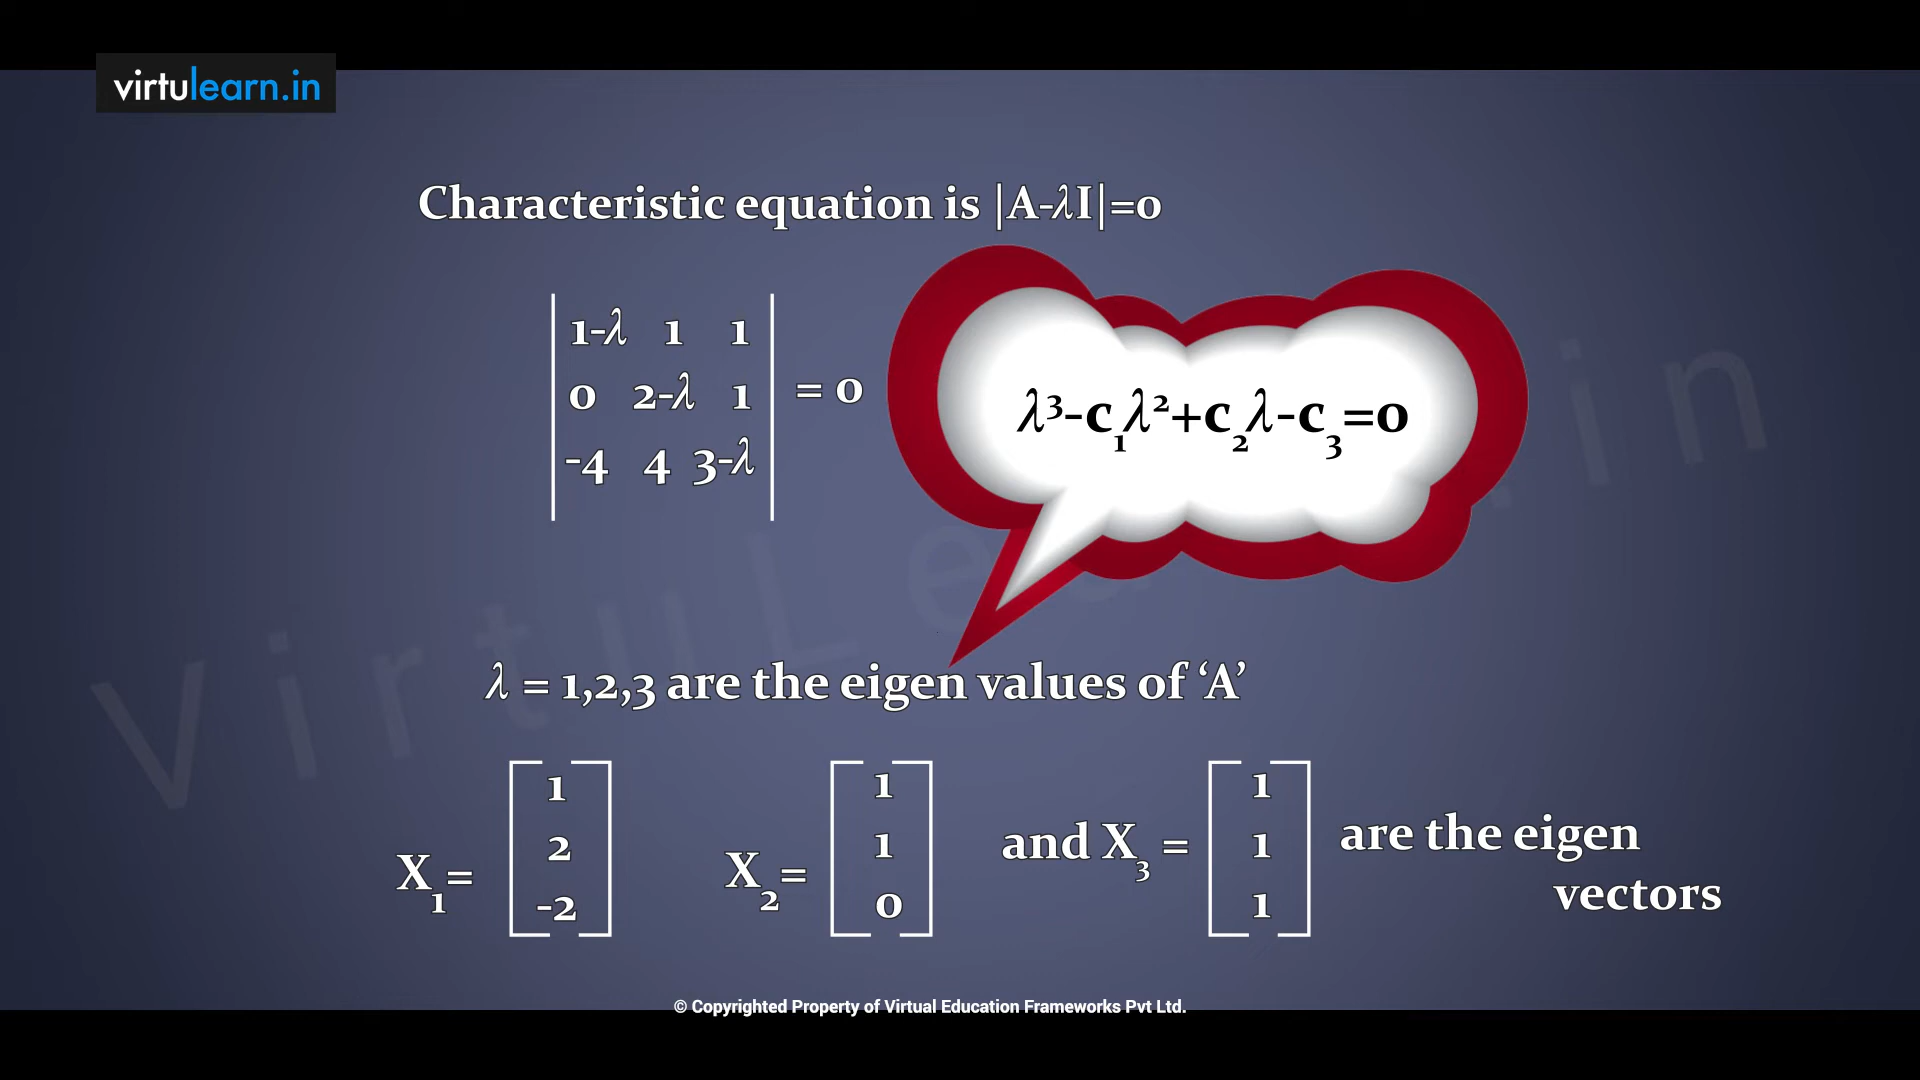 virtulearn.in
Characteristic equation is |A-λI|=0
1-λ 1 1
0 2-λ 1 = 0
-4 4 3-λ
λ³-c₁λ²+c₂λ-c₃=0
VirtuLearn.in
λ = 1,2,3 are the eigen values of ‘A’
X₁= [1 2 -2] X₂= [1 1 0] and X₃ = [1 1 1] are the eigen
vectors
© Copyrighted Property of Virtual Education Frameworks Pvt Ltd.